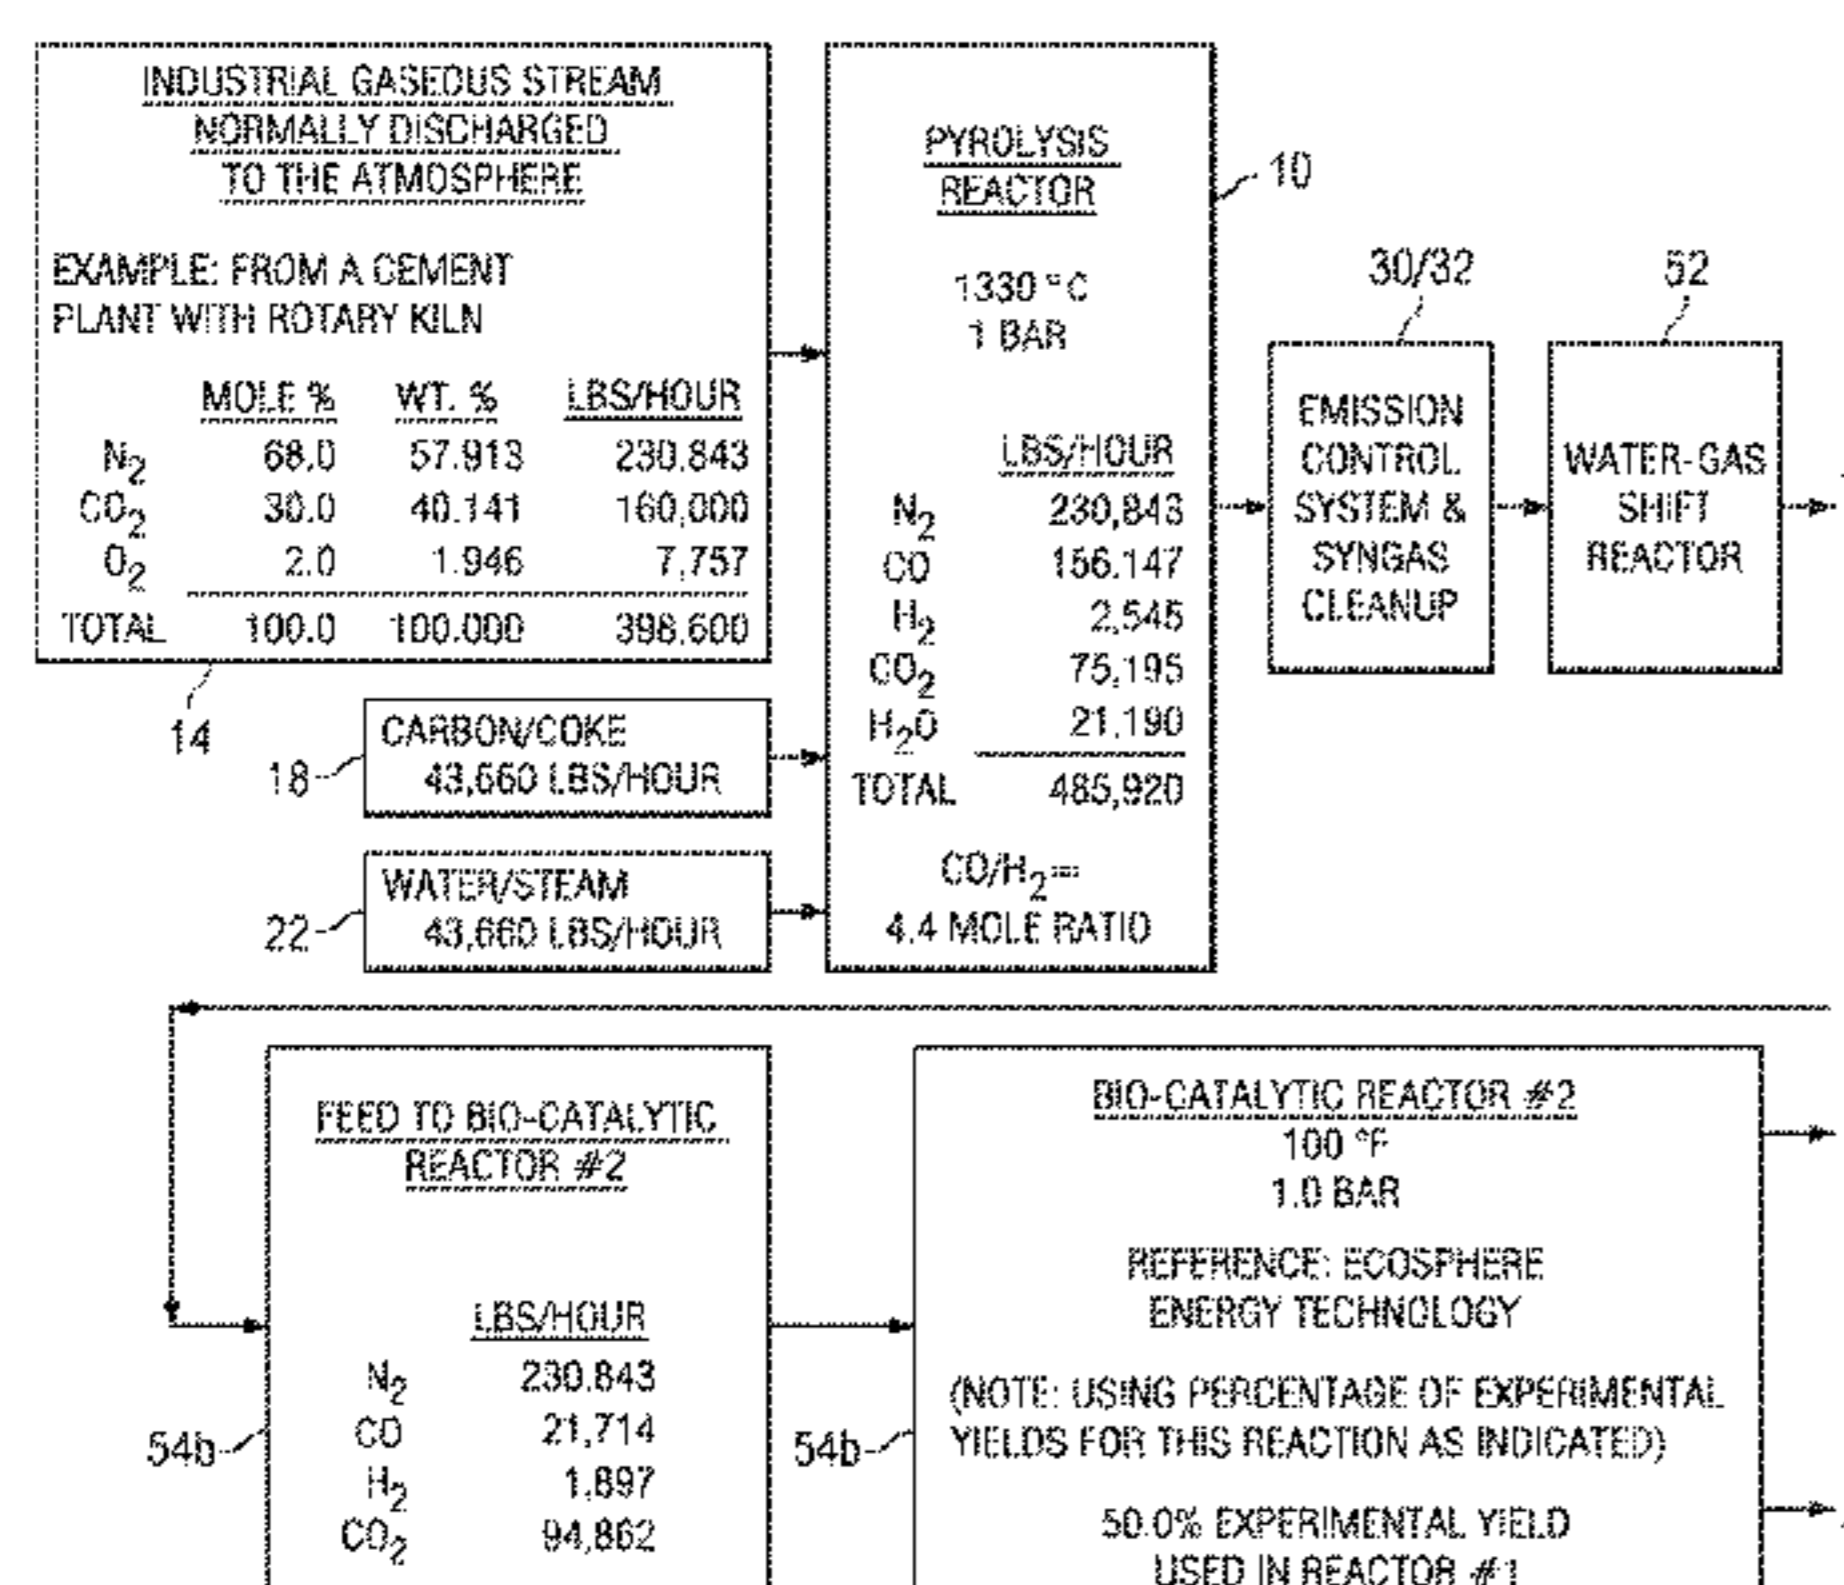 INDUSTRIAL GASEOUS STREAM
NORMALLY DISCHARGED
TO THE ATMOSPHERE
EXAMPLE: FROM A CEMENT
PLANT WITH ROTARY KILN
MOLE % WT. % LBS/HOUR
N2 68.0 57.913 230,843
CO2 30.0 40.141 160,000
O2 2.0 1.946 7,757
TOTAL 100.0 100.000 398,600
14
CARBON/COKE
43,660 LBS/HOUR
18
WATER/STEAM
43,660 LBS/HOUR
22
PYROLYSIS
REACTOR
1330 °C
1 BAR
LBS/HOUR
N2 230,843
CO 156,147
H2 2,545
CO2 75,195
H2O 21,190
TOTAL 485,920
CO/H2=
4.4 MOLE RATIO
10
30/32
EMISSION
CONTROL
SYSTEM &
SYNGAS
CLEANUP
52
WATER-GAS
SHIFT
REACTOR
FEED TO BIO-CATALYTIC
REACTOR #2
LBS/HOUR
N2 230,843
CO 21,714
H2 1,897
CO2 94,862
54b
BIO-CATALYTIC REACTOR #2
100 °F
1.0 BAR
REFERENCE: ECOSPHERE
ENERGY TECHNOLOGY
(NOTE: USING PERCENTAGE OF EXPERIMENTAL
YIELDS FOR THIS REACTION AS INDICATED)
50.0% EXPERIMENTAL YIELD
USED IN REACTOR #1
54b